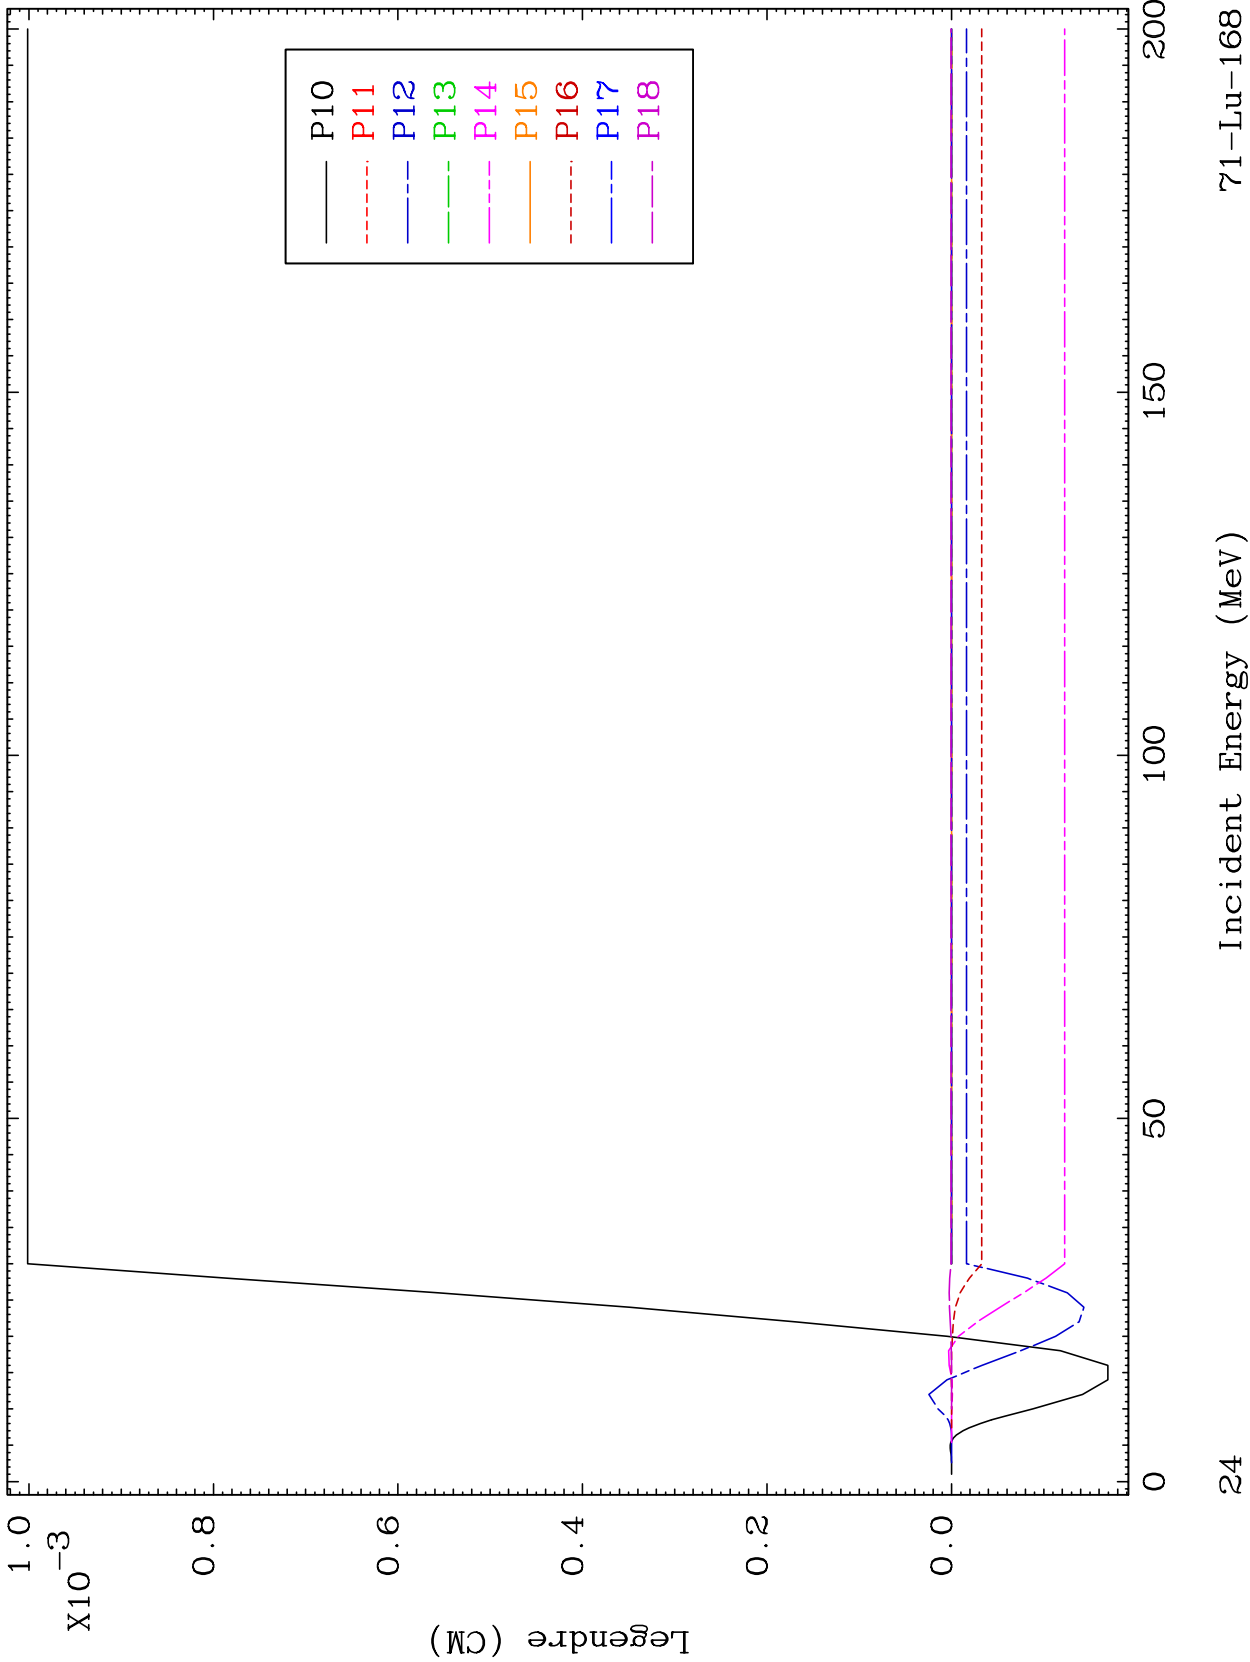 1.0
X10⁻³
0.8
0.6
0.4
0.2
0.0
Legendre (CM)
P10
P11
P12
P13
P14
P15
P16
P17
P18
0
50
100
150
200
24
Incident Energy (MeV)
71-Lu-168